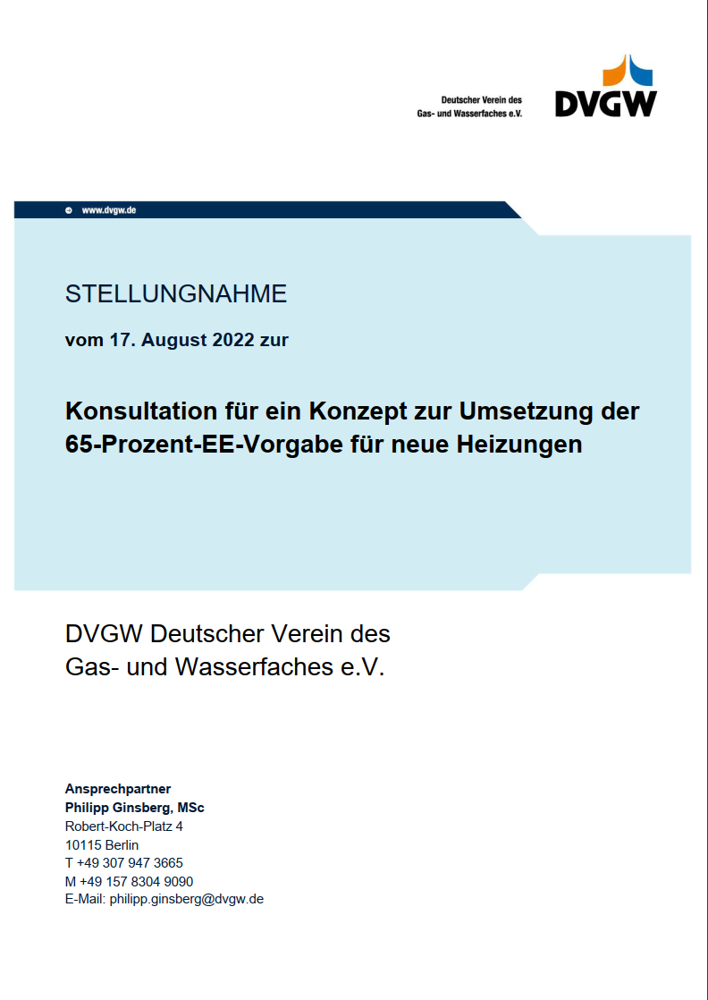 Deutscher Verein des
Gas- und Wasserfaches e.V.
DVGW
www.dvgw.de
STELLUNGNAHME
vom 17. August 2022 zur
Konsultation für ein Konzept zur Umsetzung der
65-Prozent-EE-Vorgabe für neue Heizungen
DVGW Deutscher Verein des
Gas- und Wasserfaches e.V.
Ansprechpartner
Philipp Ginsberg, MSc
Robert-Koch-Platz 4
10115 Berlin
T +49 307 947 3665
M +49 157 8304 9090
E-Mail: philipp.ginsberg@dvgw.de